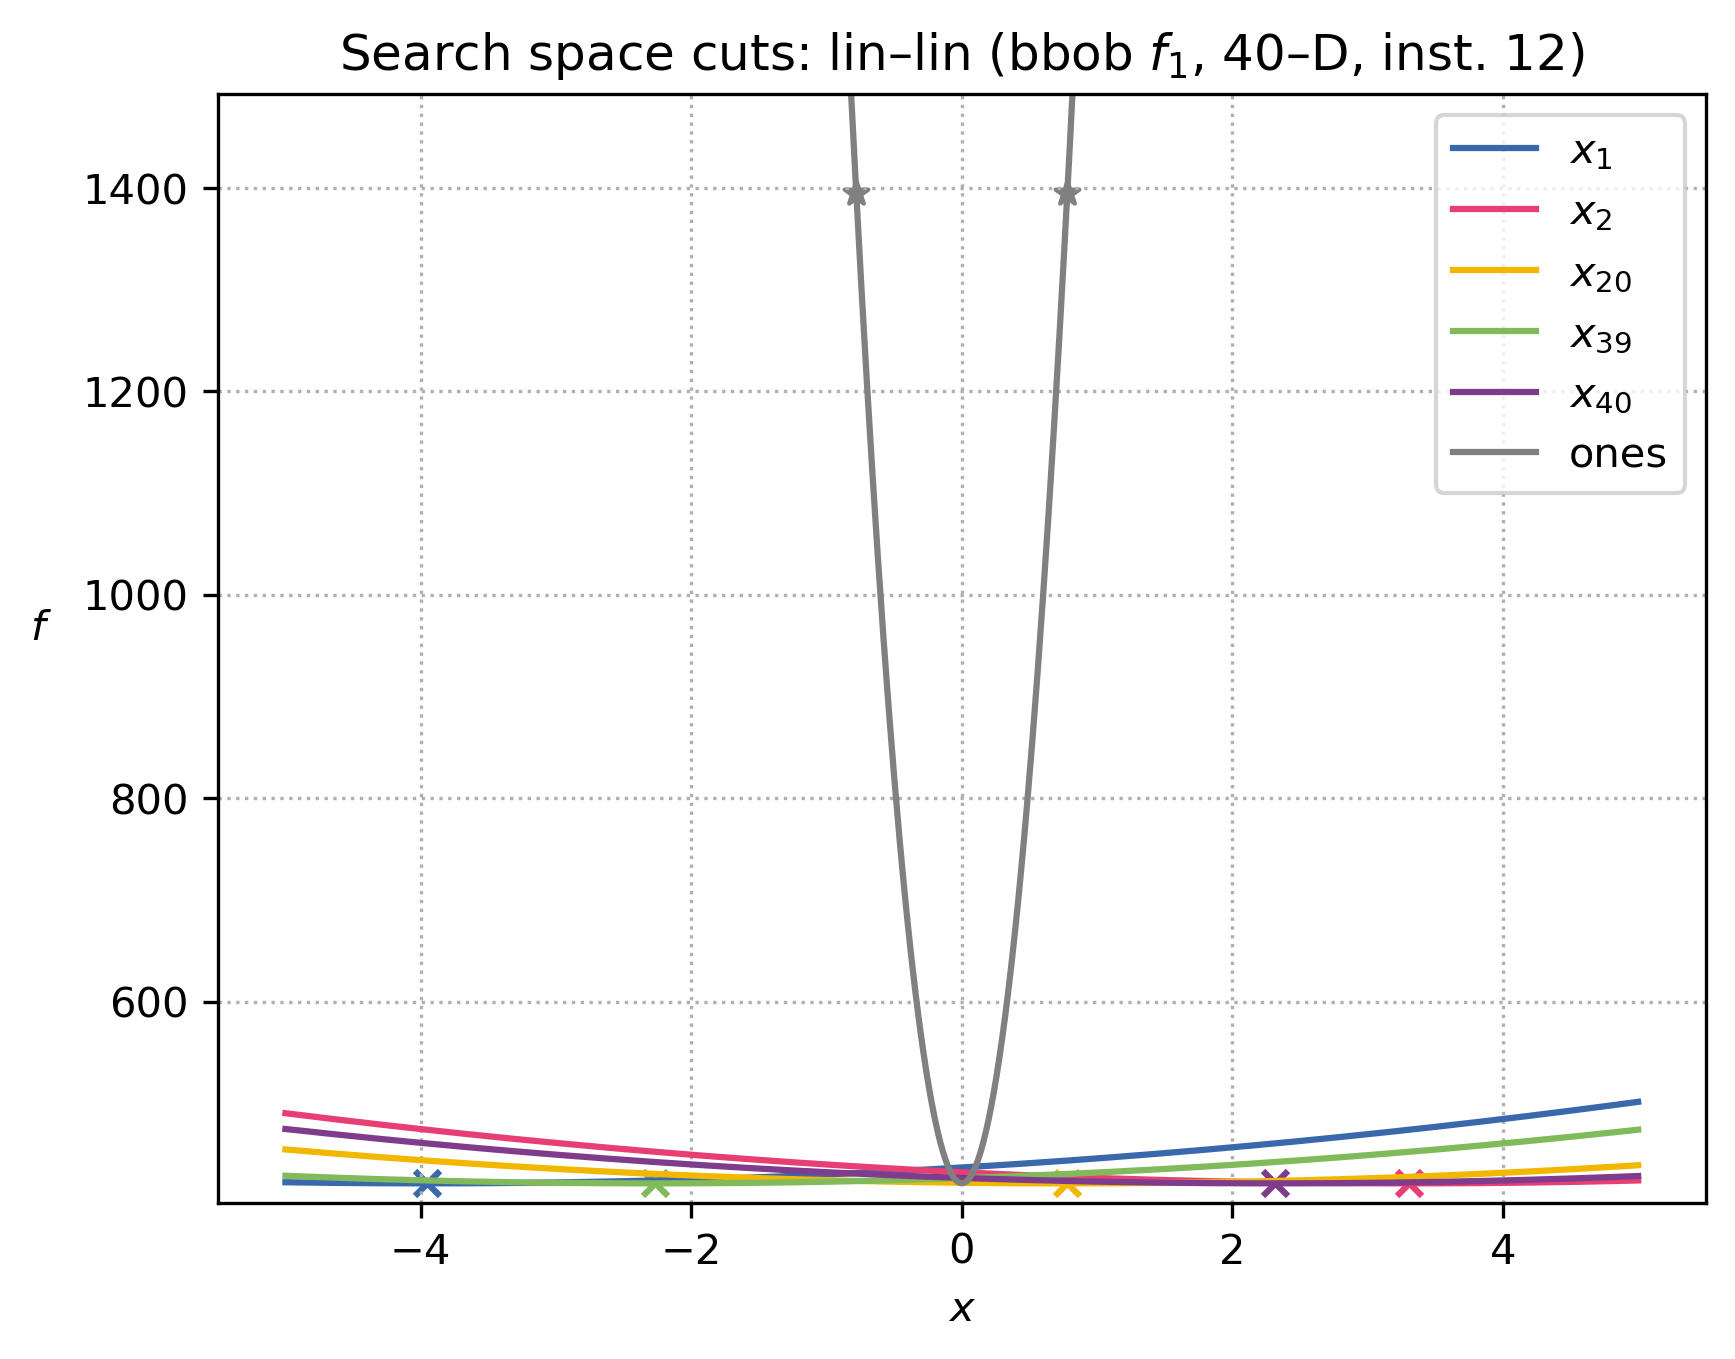 Search space cuts: lin–lin (bbob f₁, 40–D, inst. 12)
1400
1200
1000
800
600
f
−4 −2 0 2 4
x
x₁
x₂
x₂₀
x₃₉
x₄₀
ones